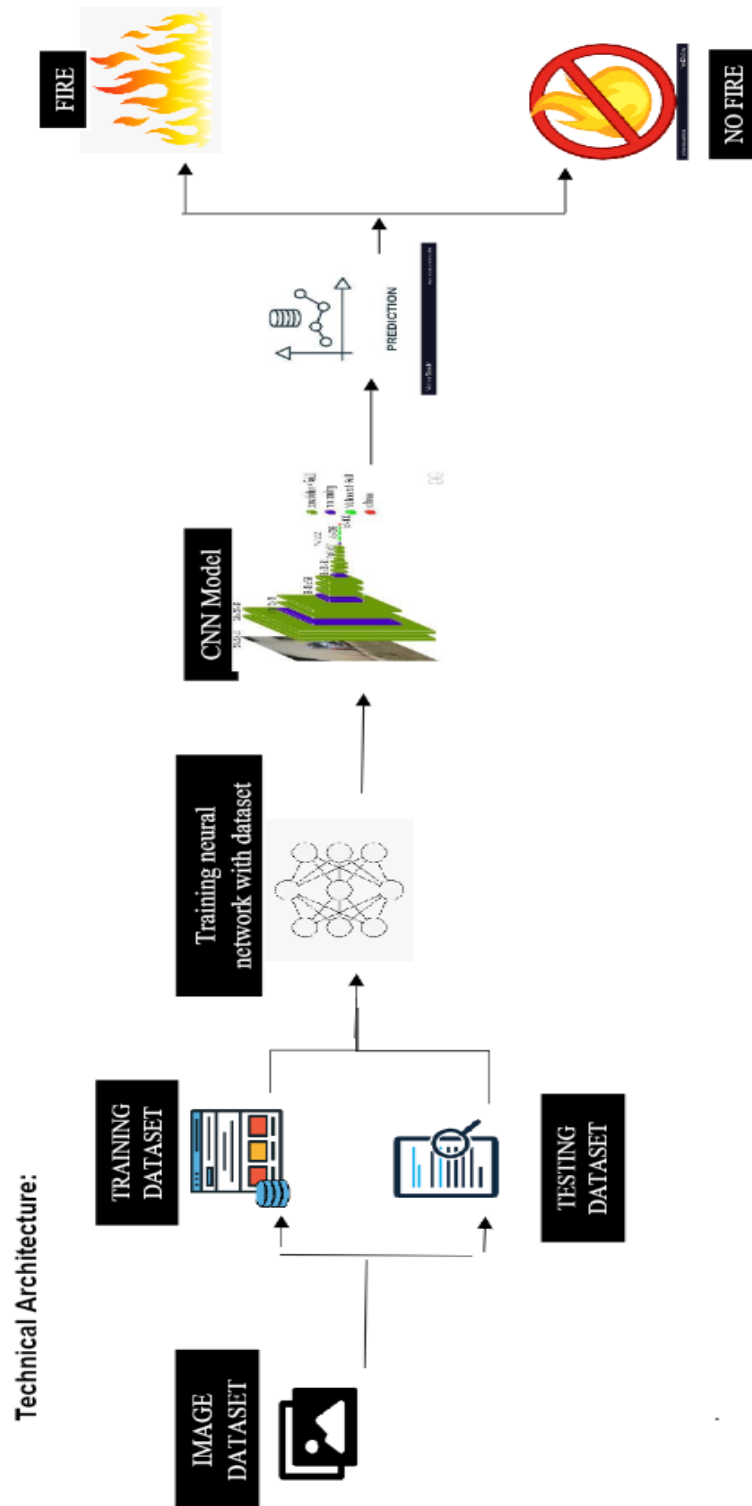 Technical Architecture:
IMAGE
DATASET
TRAINING
DATASET
TESTING
DATASET
Training neural
network with dataset
CNN Model
PREDICTION
FIRE
NO FIRE